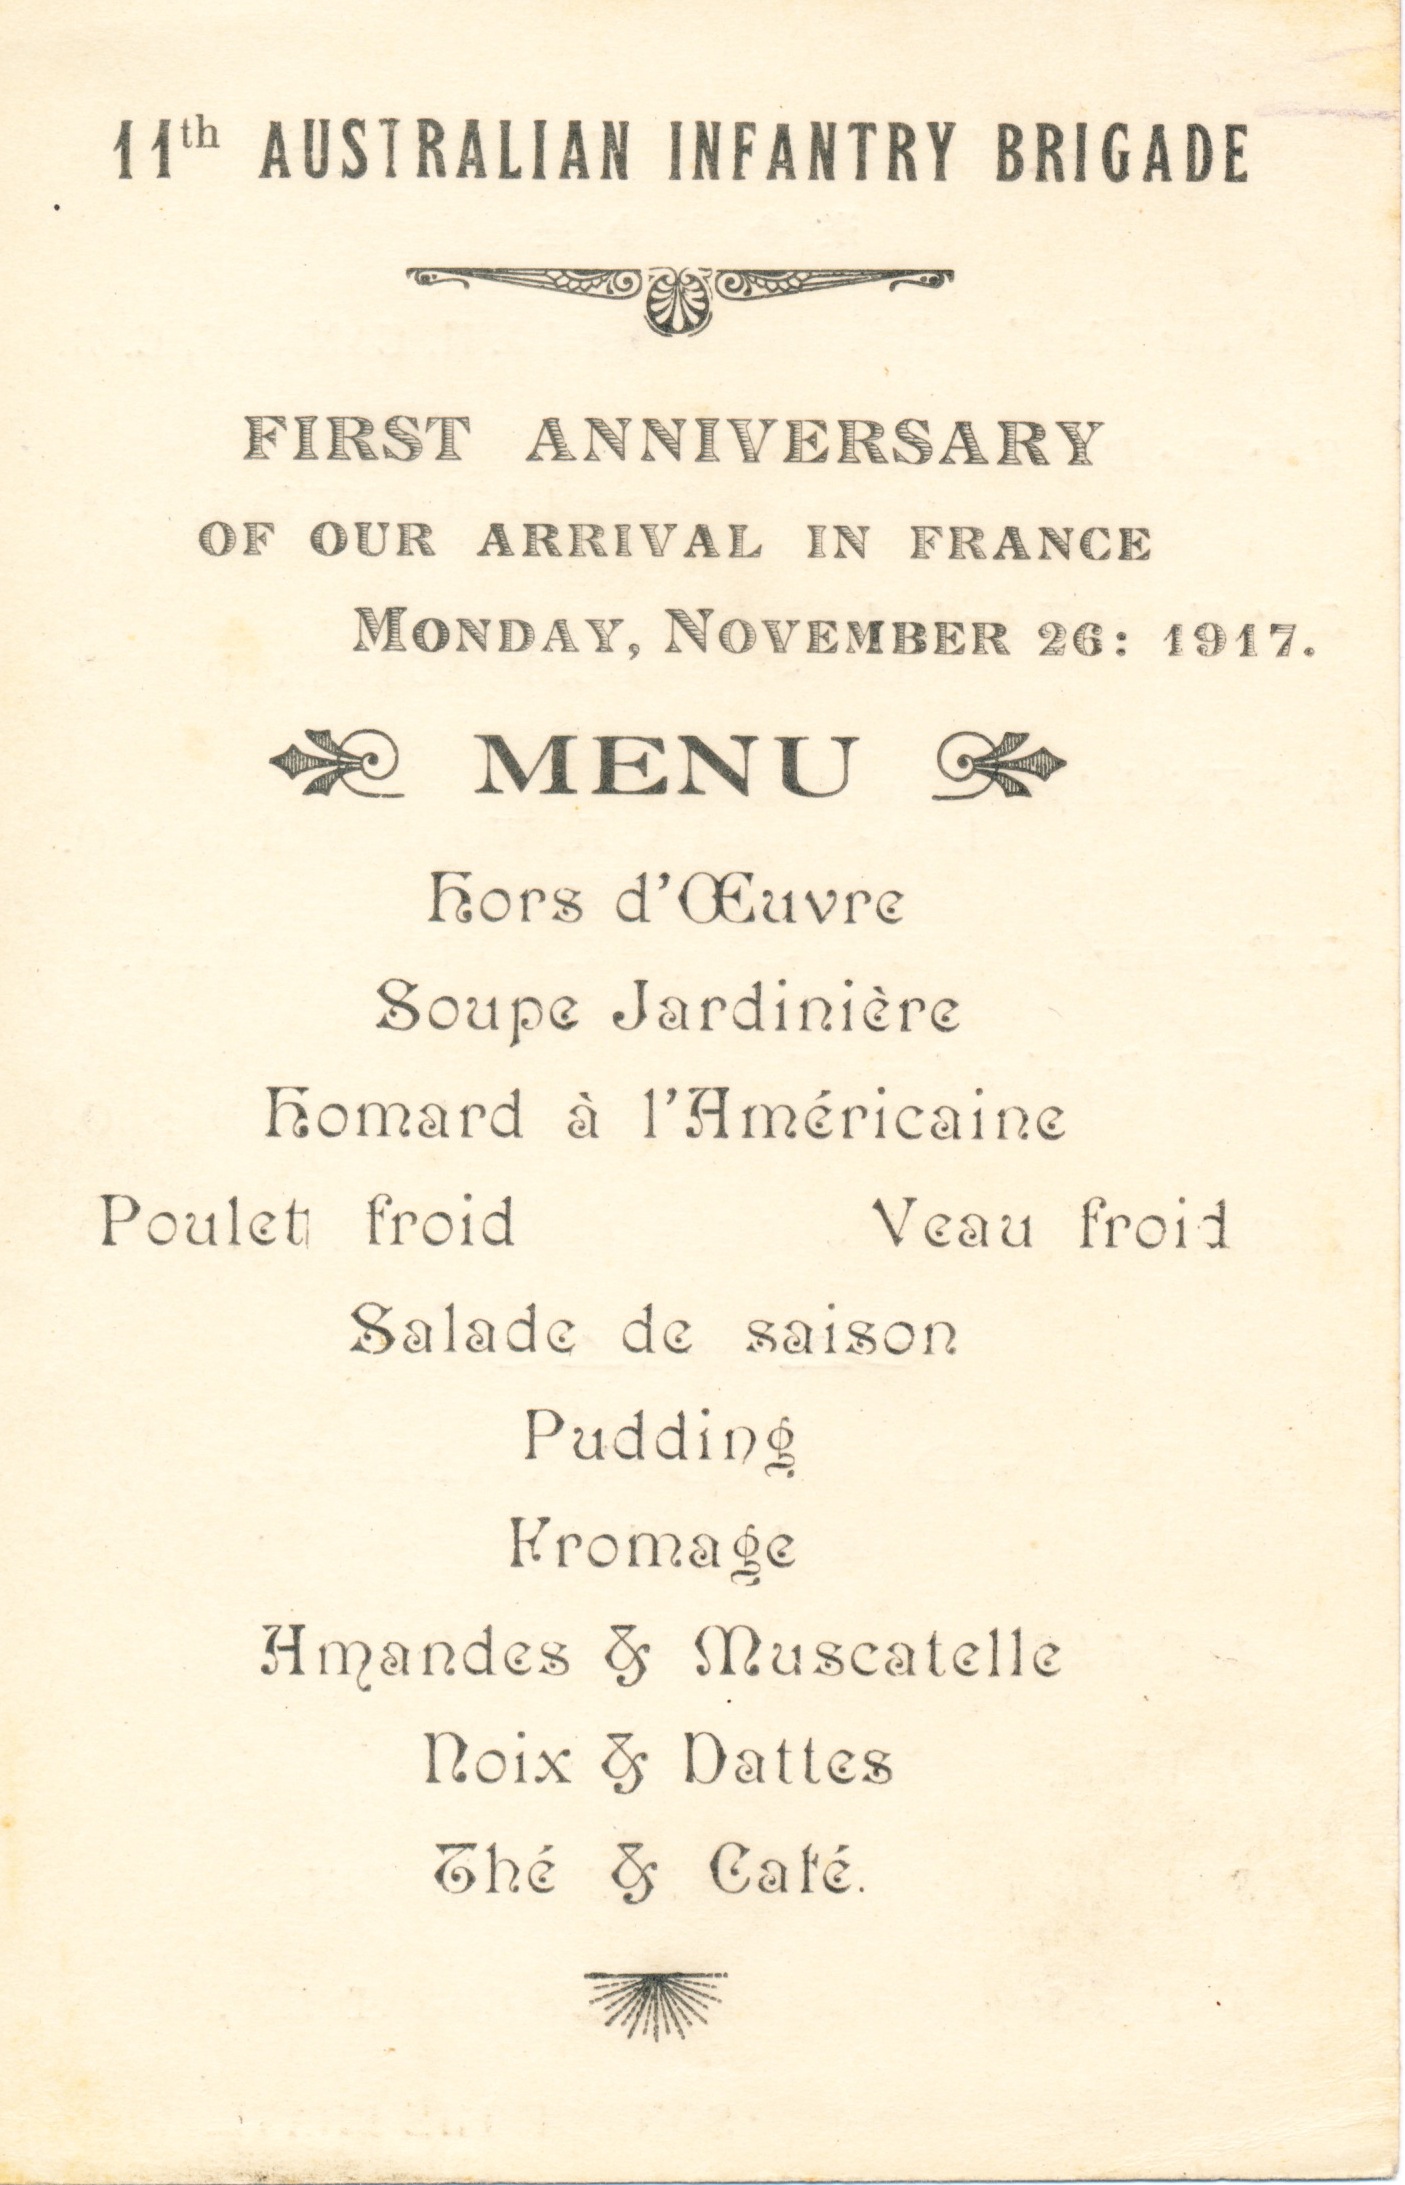 11th AUSTRALIAN INFANTRY BRIGADE
FIRST ANNIVERSARY
OF OUR ARRIVAL IN FRANCE
MONDAY, NOVEMBER 26: 1917.
MENU
Hors d'Œuvre
Soupe Jardinière
Homard à l'Américaine
Poulet froid Veau froid
Salade de saison
Pudding
Fromage
Amandes & Muscatelle
Noix & Dattes
Thé & Café.